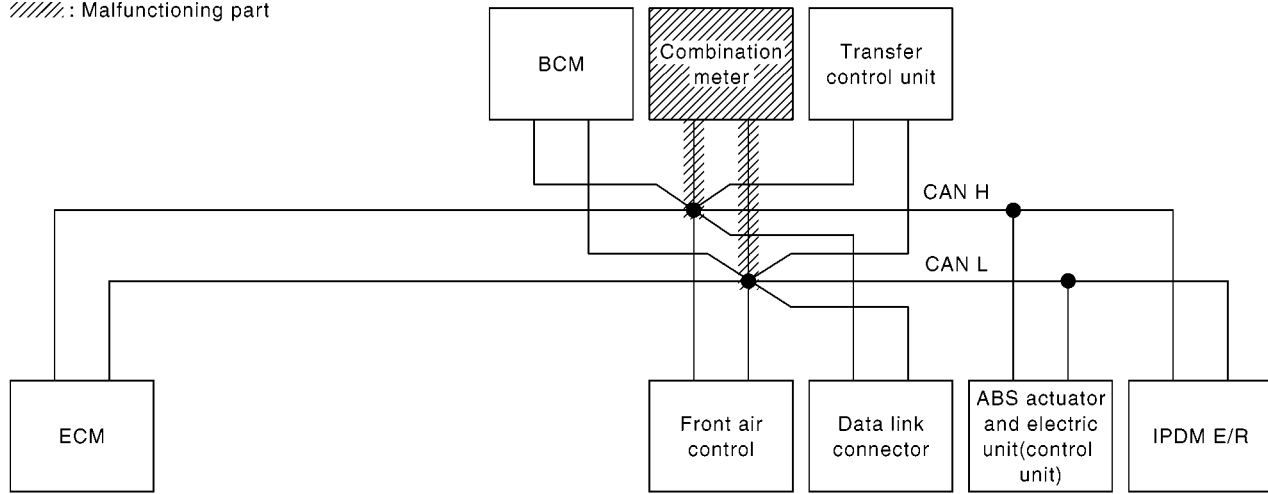 : Malfunctioning part
BCM
Combination
meter
Transfer
control unit
CAN H
CAN L
ECM
Front air
control
Data link
connector
ABS actuator
and electric
unit(control
unit)
IPDM E/R